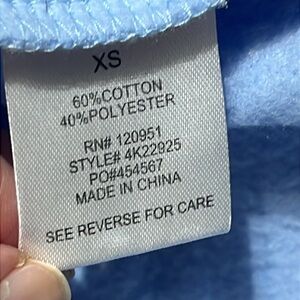 XS
60%COTTON
40%POLYESTER
RN# 120951
STYLE# 4K22925
PO#454567
MADE IN CHINA
SEE REVERSE FOR CARE